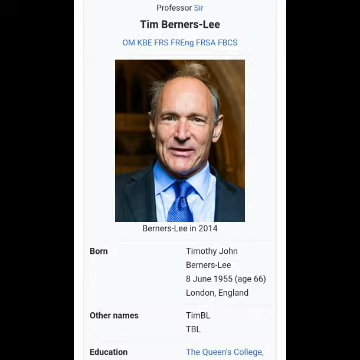 Professor Sir
Tim Berners-Lee
OM KBE FRS FREng FRSA FBCS
Berners-Lee in 2014
Born Timothy John
Berners-Lee
8 June 1955 (age 66)
London, England
Other names TimBL
TBL
Education The Queen's College,